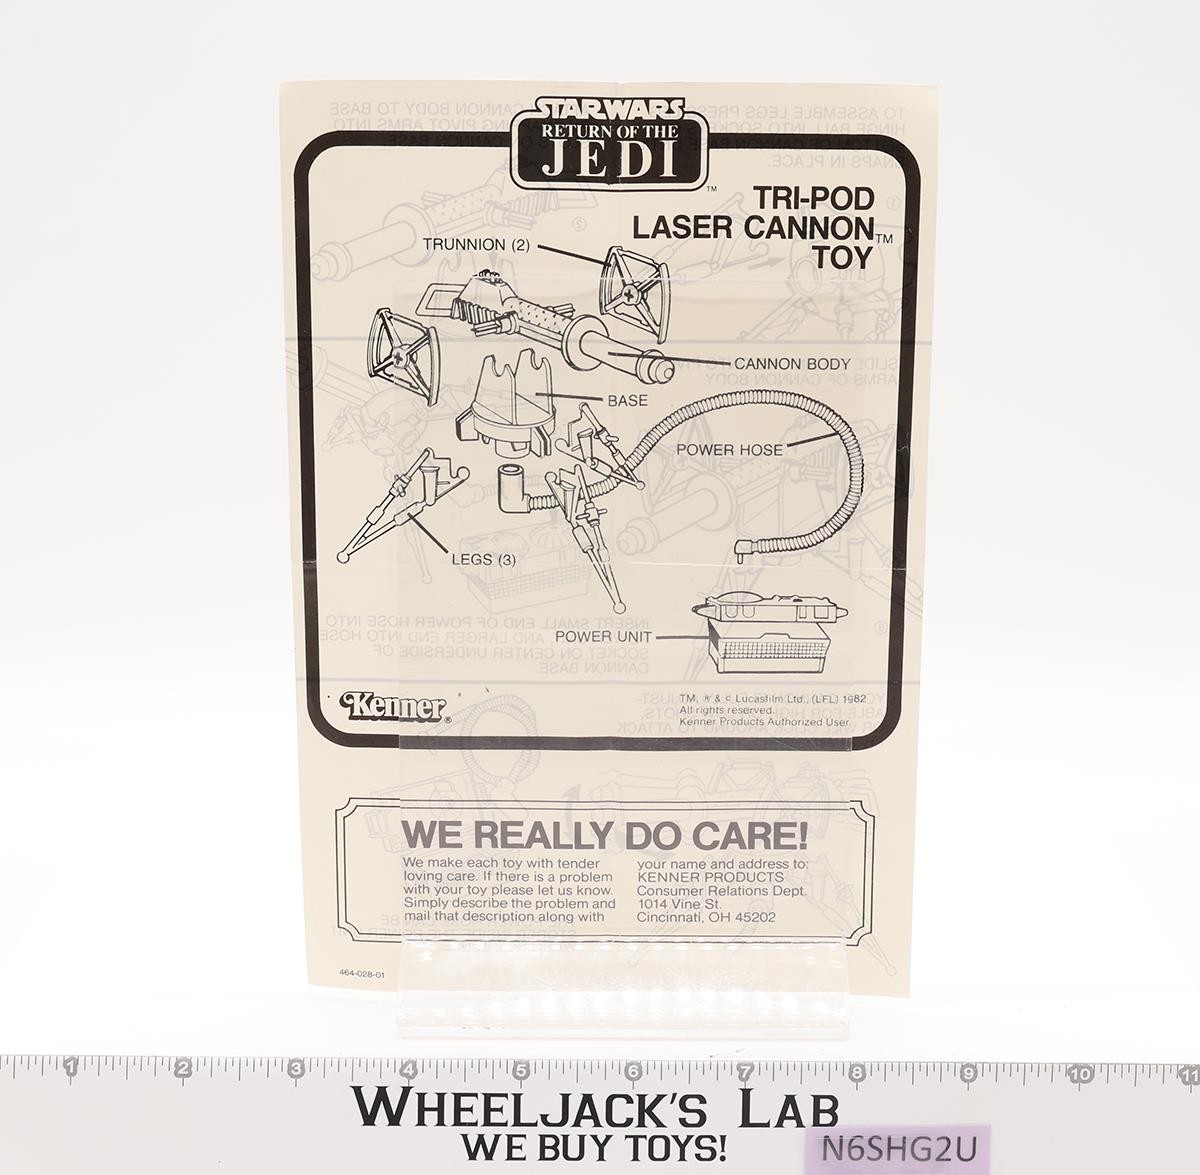 STAR WARS
RETURN OF THE
JEDI
TM
TRI-POD
LASER CANNON TM
TOY
TRUNNION (2)
CANNON BODY
BASE
POWER HOSE
LEGS (3)
POWER UNIT
Kenner®
TM, ® & © Lucasfilm Ltd., (LFL) 1982
All rights reserved.
Kenner Products Authorized User
WE REALLY DO CARE!
We make each toy with tender
loving care. If there is a problem
with your toy please let us know.
Simply describe the problem and
mail that description along with
your name and address to:
KENNER PRODUCTS
Consumer Relations Dept.
1014 Vine St.
Cincinnati, OH 45202
464-028-01
1 2 3 4 5 6 7 8 9 10 11
WHEELJACK'S LAB
WE BUY TOYS!
N6SHG2U